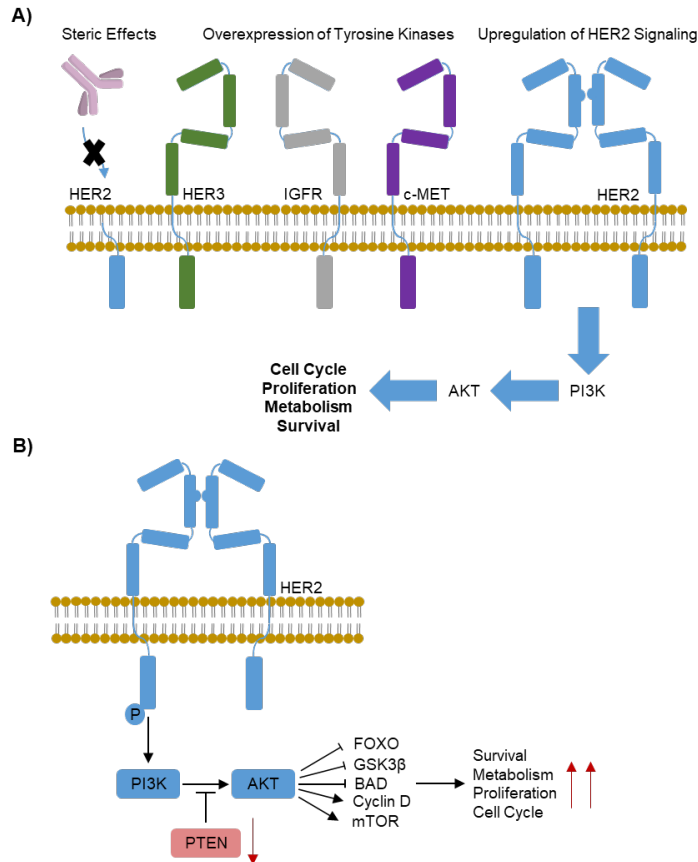 A)
Steric Effects
Overexpression of Tyrosine Kinases
Upregulation of HER2 Signaling
HER2
HER3
IGFR
c-MET
HER2
Cell Cycle
Proliferation
Metabolism
Survival
AKT
PI3K
B)
HER2
P
PI3K
AKT
PTEN
FOXO
GSK3β
BAD
Cyclin D
mTOR
Survival
Metabolism
Proliferation
Cell Cycle